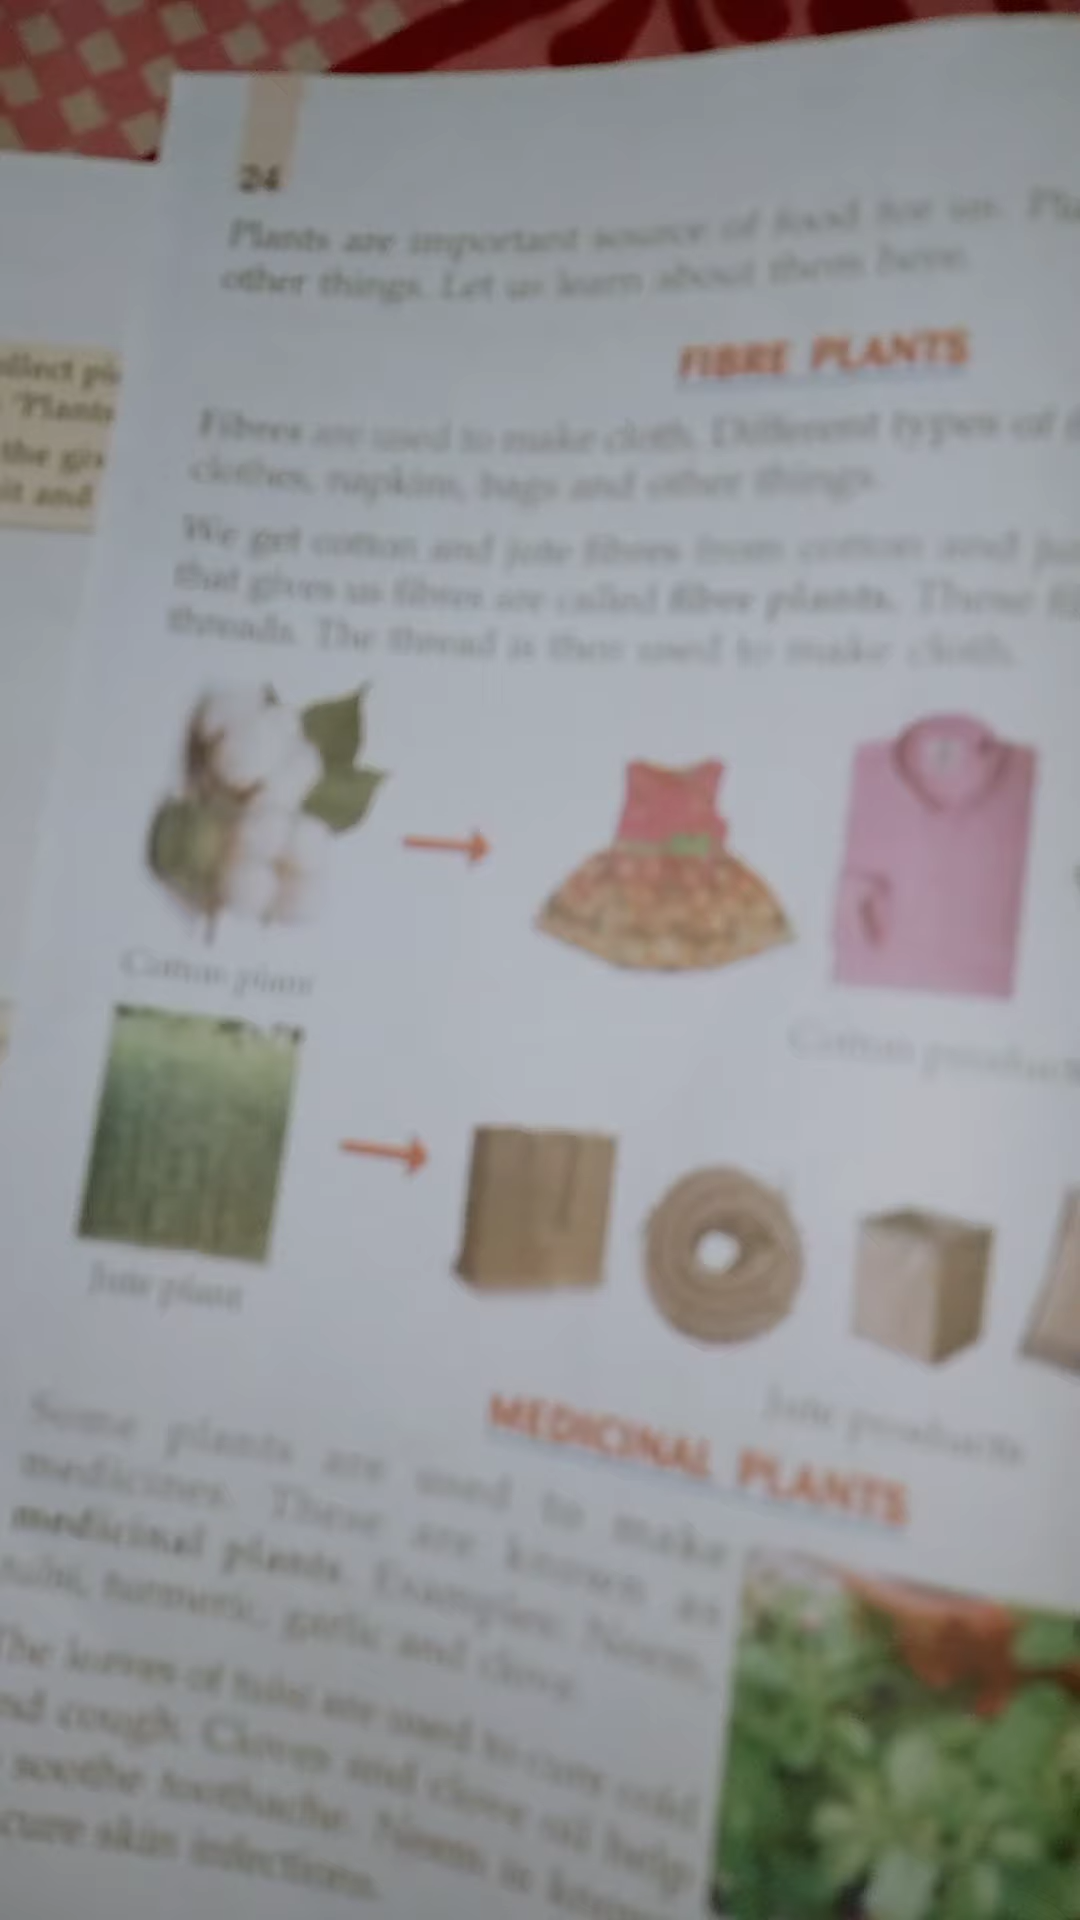 24
Plants are important source of food for us.
other things. Let us learn about them here.
FIBRE PLANTS
Fibres are used to make cloth. Different types of
clothes, napkins, bags and other things.
We get cotton and jute fibres from cotton and
that gives us fibres are called fibre plants. These
threads. The thread is then used to make cloth.
Cotton plant
Cotton products
Jute plant
Jute products
MEDICINAL PLANTS
Some plants are used to make
medicines. These are known as
medicinal plants. Examples: Neem,
tulsi, turmeric, garlic and clove.
The leaves of tulsi are used to cure cold
and cough. Cloves and clove oil help
soothe toothache. Neem is known
cure skin infections.
the
it and